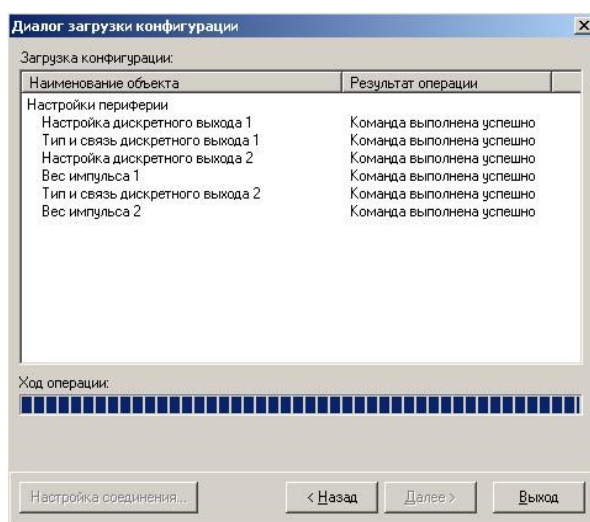 Диалог загрузки конфигурации
Загрузка конфигурации:
Наименование объекта Результат операции
Настройки периферии
Настройка дискретного выхода 1 Команда выполнена успешно
Тип и связь дискретного выхода 1 Команда выполнена успешно
Настройка дискретного выхода 2 Команда выполнена успешно
Вес импульса 1 Команда выполнена успешно
Тип и связь дискретного выхода 2 Команда выполнена успешно
Вес импульса 2 Команда выполнена успешно
Ход операции:
Настройка соединения... < Назад Далее > Выход